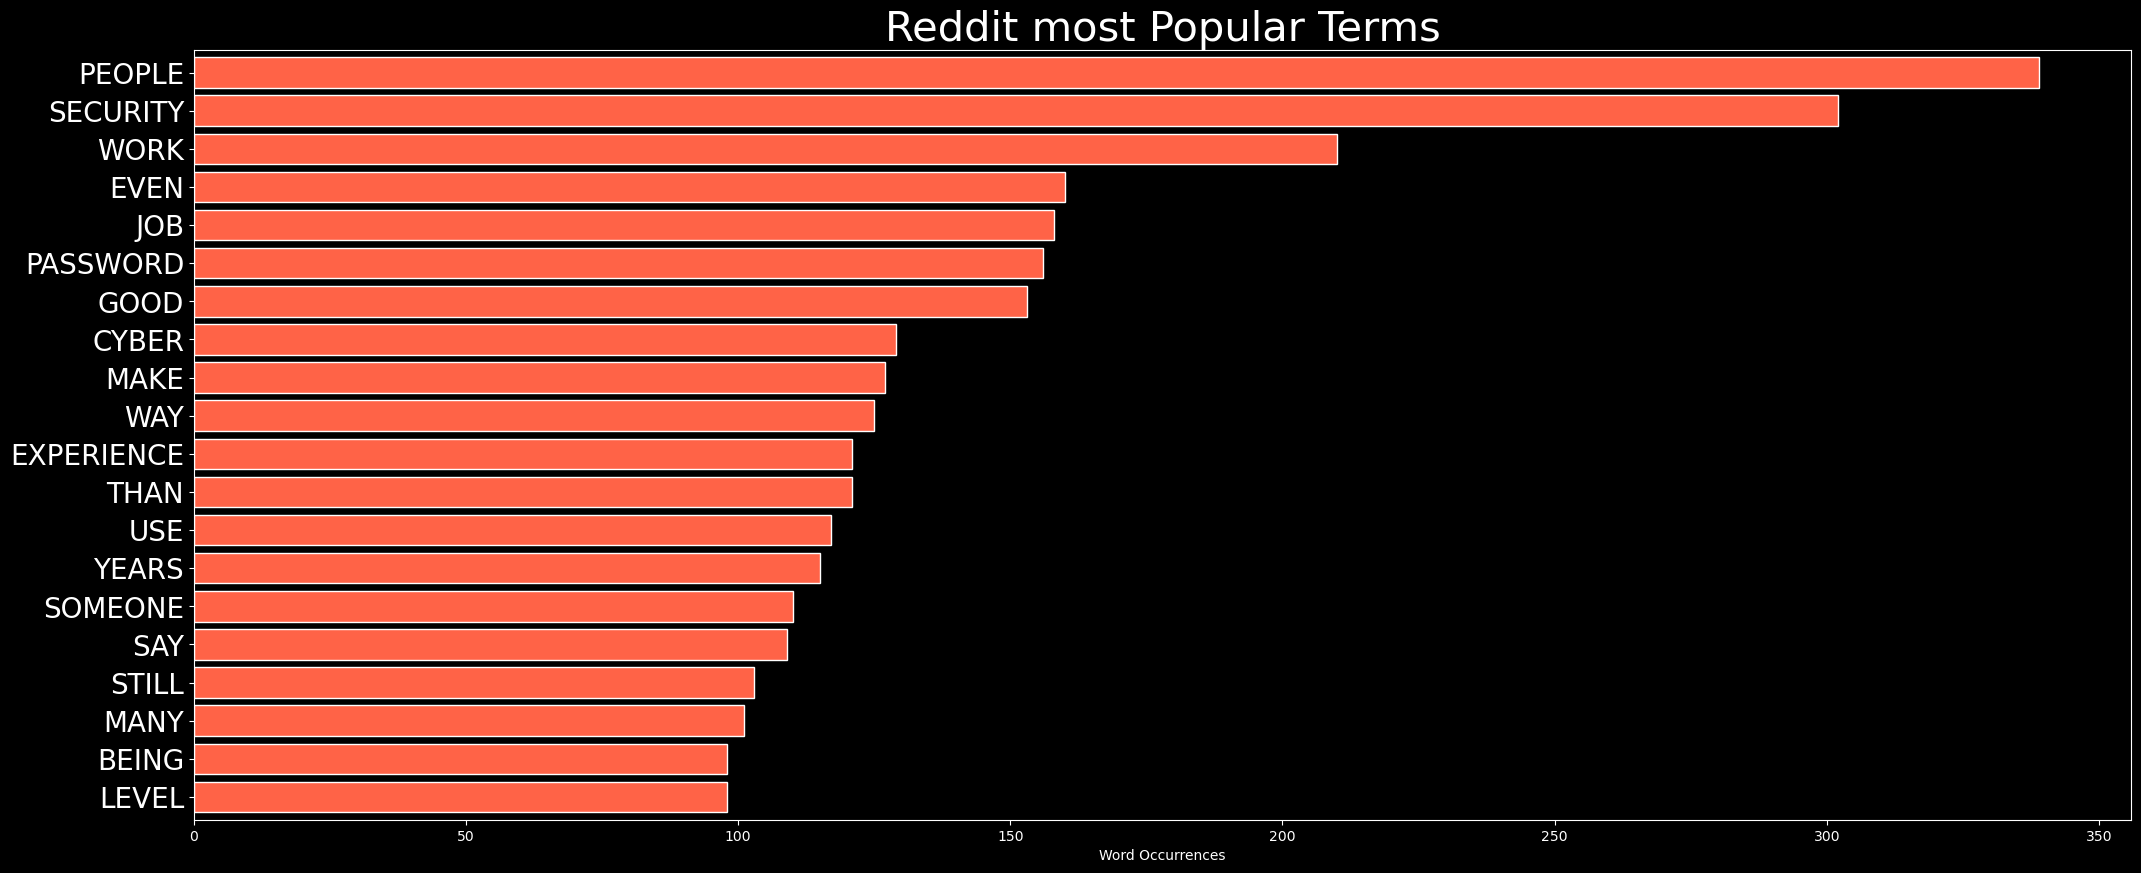 Reddit most Popular Terms
PEOPLE
SECURITY
WORK
EVEN
JOB
PASSWORD
GOOD
CYBER
MAKE
WAY
EXPERIENCE
THAN
USE
YEARS
SOMEONE
SAY
STILL
MANY
BEING
LEVEL
0 50 100 150 200 250 300 350
Word Occurrences